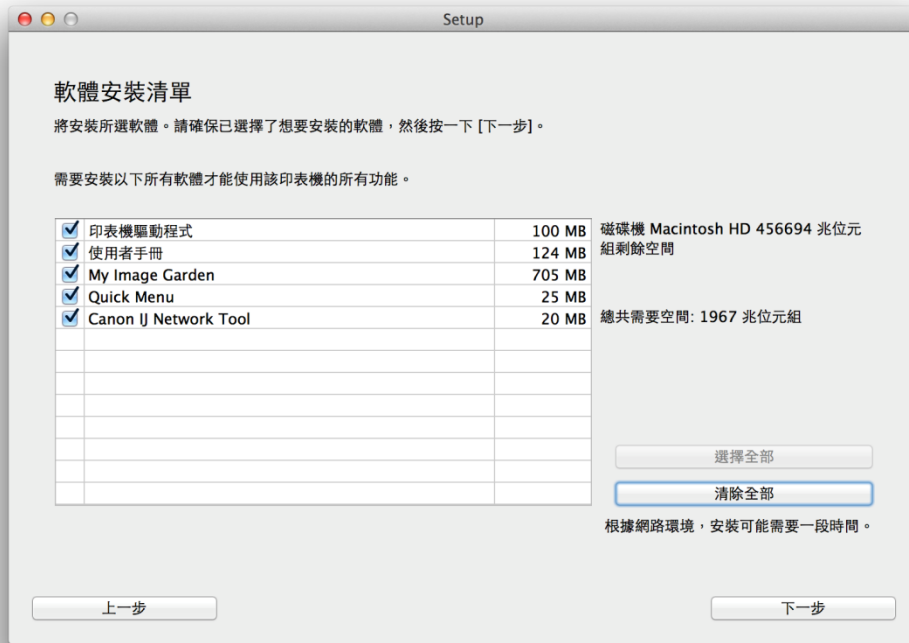 Setup
軟體安裝清單
將安裝所選軟體。請確保已選擇了想要安裝的軟體，然後按一下 [下一步]。
需要安裝以下所有軟體才能使用該印表機的所有功能。
印表機驅動程式 100 MB
使用者手冊 124 MB
My Image Garden 705 MB
Quick Menu 25 MB
Canon IJ Network Tool 20 MB
磁碟機 Macintosh HD 456694 兆位元
組剩餘空間
總共需要空間: 1967 兆位元組
選擇全部
清除全部
根據網路環境，安裝可能需要一段時間。
上一步
下一步